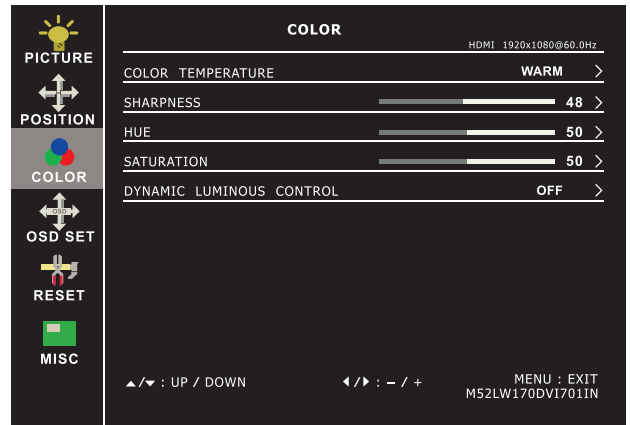 COLOR
HDMI 1920x1080@60.0Hz
PICTURE
POSITION
COLOR
OSD
OSD SET
RESET
MISC
COLOR TEMPERATURE WARM >
SHARPNESS 48 >
HUE 50 >
SATURATION 50 >
DYNAMIC LUMINOUS CONTROL OFF >
▲/▼ : UP / DOWN ◀/▶ : – / + MENU : EXIT
M52LW170DVI701IN